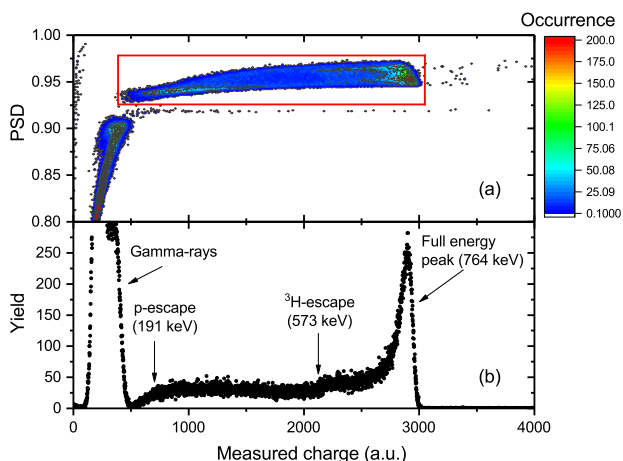 Occurrence
1.00
0.95
0.90
0.85
0.80
PSD
(a)
200.0
175.0
150.0
125.0
100.1
75.08
50.06
25.09
0.1000
250
200
150
100
50
0
Yield
Gamma-rays
p-escape
(191 keV)
³H-escape
(573 keV)
Full energy
peak (764 keV)
(b)
0
1000
2000
3000
4000
Measured charge (a.u.)